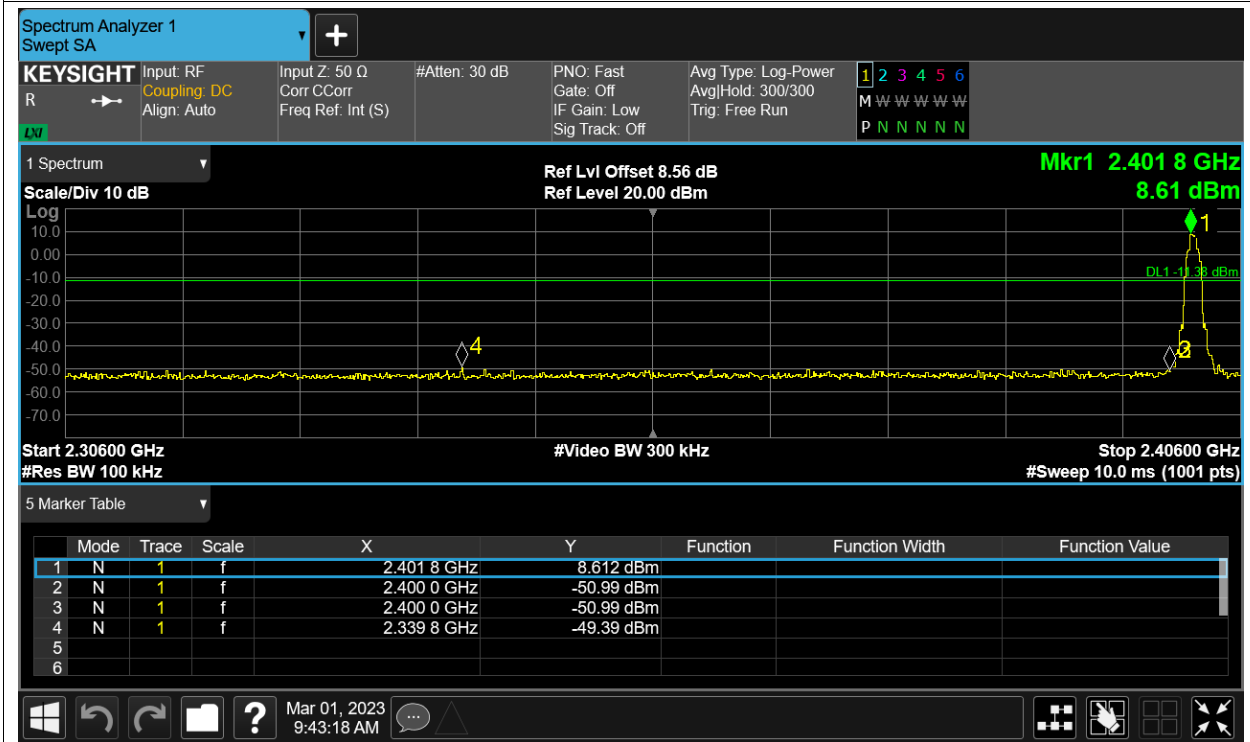 Spectrum Analyzer 1
Swept SA
+
KEYSIGHT
R
LXI
Input: RF
Coupling: DC
Align: Auto
Input Z: 50 Ω
Corr CCorr
Freq Ref: Int (S)
#Atten: 30 dB
PNO: Fast
Gate: Off
IF Gain: Low
Sig Track: Off
Avg Type: Log-Power
Avg|Hold: 300/300
Trig: Free Run
1 2 3 4 5 6
M W W W W W
P N N N N N
1 Spectrum
Scale/Div 10 dB
Ref Lvl Offset 8.56 dB
Ref Level 20.00 dBm
Mkr1 2.401 8 GHz
8.61 dBm
Log
10.0
0.00
-10.0
-20.0
-30.0
-40.0
-50.0
-60.0
-70.0
1
DL1 -11.38 dBm
4
Start 2.30600 GHz
#Res BW 100 kHz
#Video BW 300 kHz
Stop 2.40600 GHz
#Sweep 10.0 ms (1001 pts)
5 Marker Table
Mode Trace Scale X Y Function Function Width Function Value
1 N 1 f 2.401 8 GHz 8.612 dBm
2 N 1 f 2.400 0 GHz -50.99 dBm
3 N 1 f 2.400 0 GHz -50.99 dBm
4 N 1 f 2.339 8 GHz -49.39 dBm
5
6
?
Mar 01, 2023
9:43:18 AM